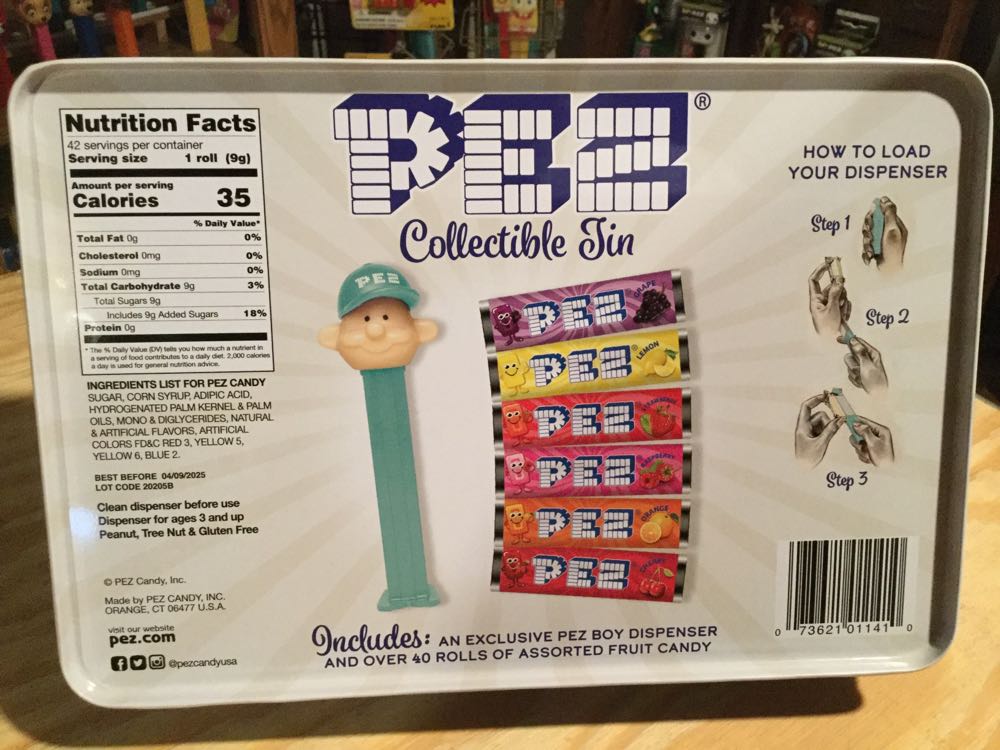 Nutrition Facts
42 servings per container
Serving size 1 roll (9g)
Amount per serving
Calories 35
% Daily Value*
Total Fat 0g 0%
Cholesterol 0mg 0%
Sodium 0mg 0%
Total Carbohydrate 9g 3%
Total Sugars 9g
Includes 9g Added Sugars 18%
Protein 0g
* The % Daily Value (DV) tells you how much a nutrient in
a serving of food contributes to a daily diet. 2,000 calories
a day is used for general nutrition advice.
INGREDIENTS LIST FOR PEZ CANDY
SUGAR, CORN SYRUP, ADIPIC ACID,
HYDROGENATED PALM KERNEL & PALM
OILS, MONO & DIGLYCERIDES, NATURAL
& ARTIFICIAL FLAVORS, ARTIFICIAL
COLORS FD&C RED 3, YELLOW 5,
YELLOW 6, BLUE 2.
BEST BEFORE 04/09/2025
LOT CODE 20205B
Clean dispenser before use
Dispenser for ages 3 and up
Peanut, Tree Nut & Gluten Free
© PEZ Candy, Inc.
Made by PEZ CANDY, INC.
ORANGE, CT 06477 U.S.A.
visit our website
pez.com
@pezcandyusa
PEZ®
Collectible Tin
PEZ
PEZ GRAPE
PEZ® LEMON
PEZ STRAWBERRY
PEZ RASPBERRY
PEZ ORANGE
PEZ CHERRY
Includes: AN EXCLUSIVE PEZ BOY DISPENSER
AND OVER 40 ROLLS OF ASSORTED FRUIT CANDY
HOW TO LOAD
YOUR DISPENSER
Step 1
Step 2
Step 3
0 73621 01141 0